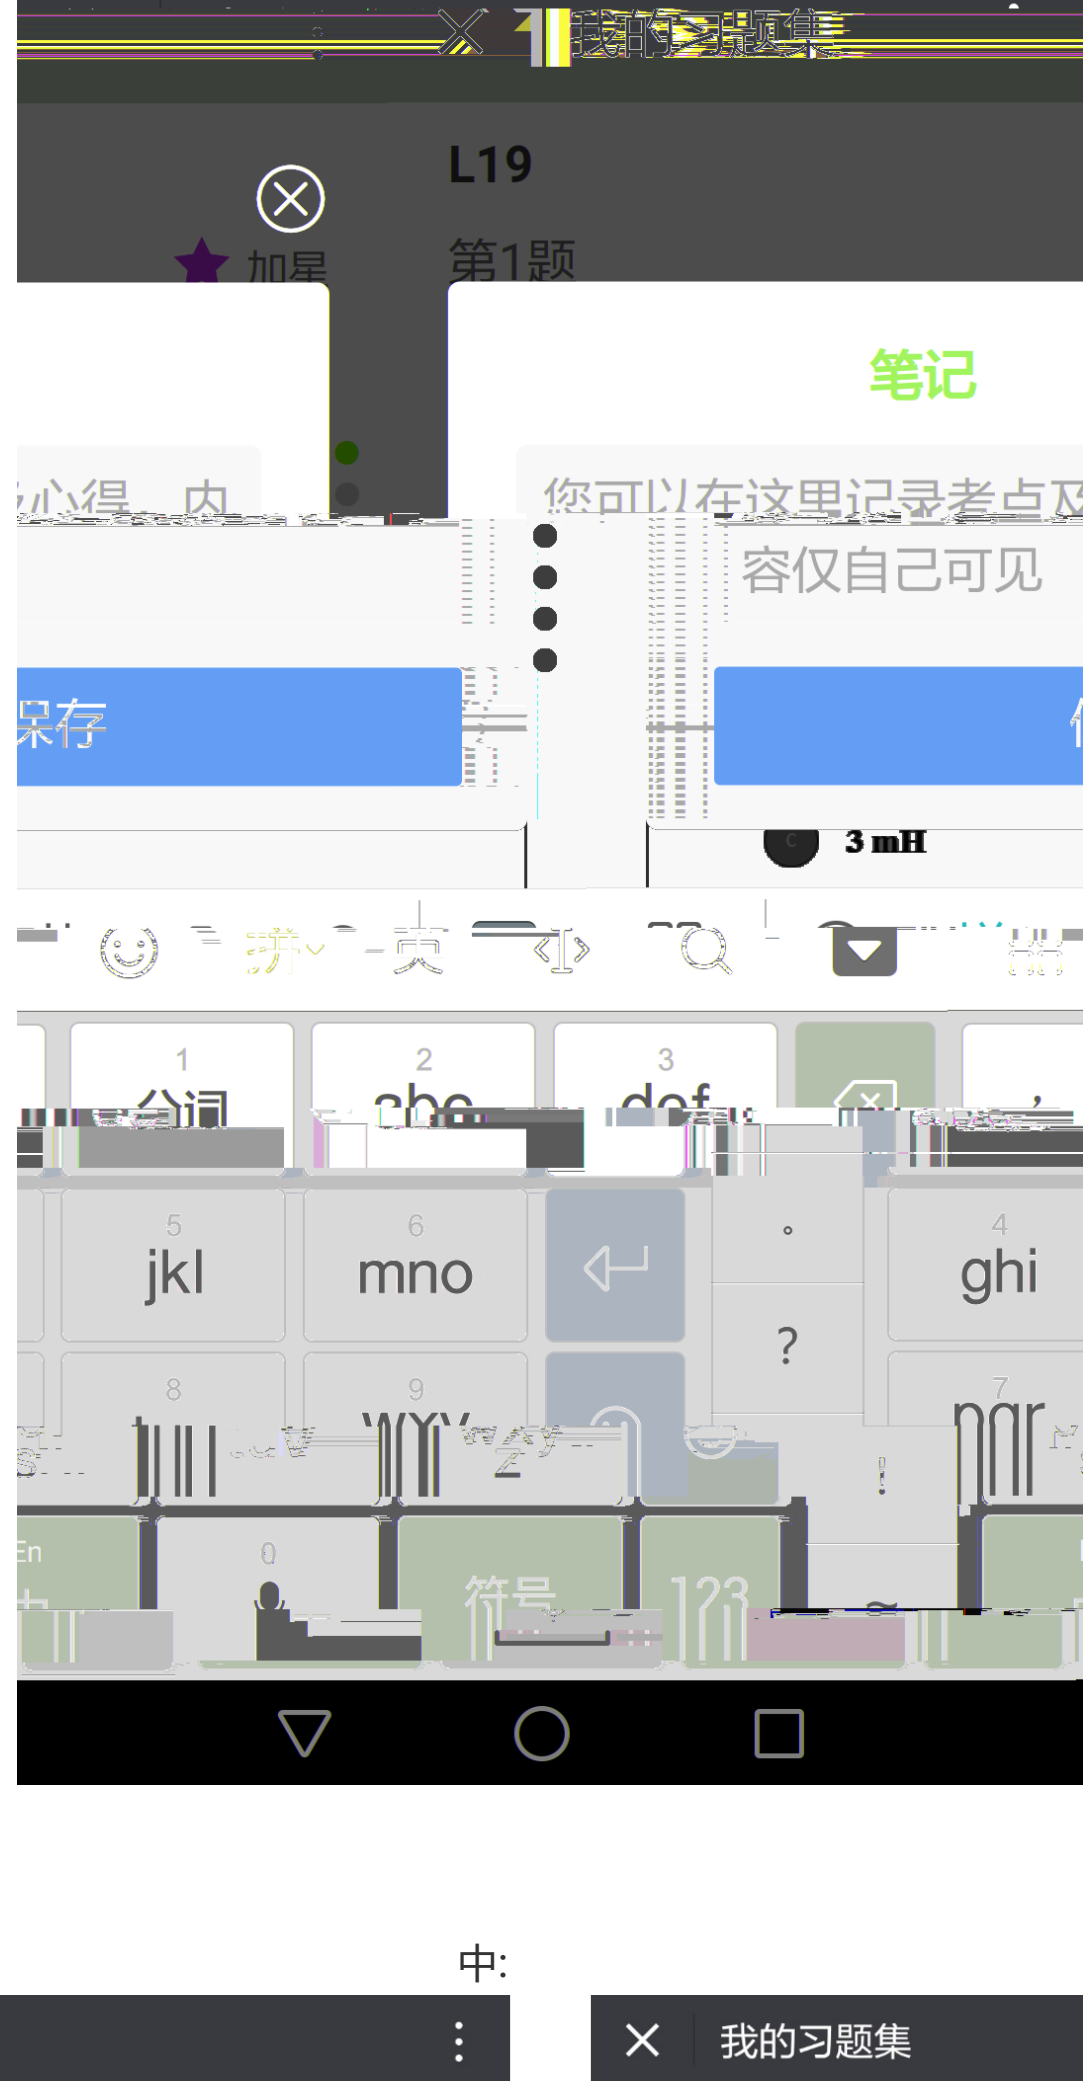 我的习题集
L19
加星
第1题
笔记
心得，内
您可以在这里记录考点及
容仅自己可见
保存
3 mH
拼 英
1 2 3
分词 abc def
5 6 4
jkl mno ghi
。
?
8 9 7
!
En
0
符号 123
中:
我的习题集